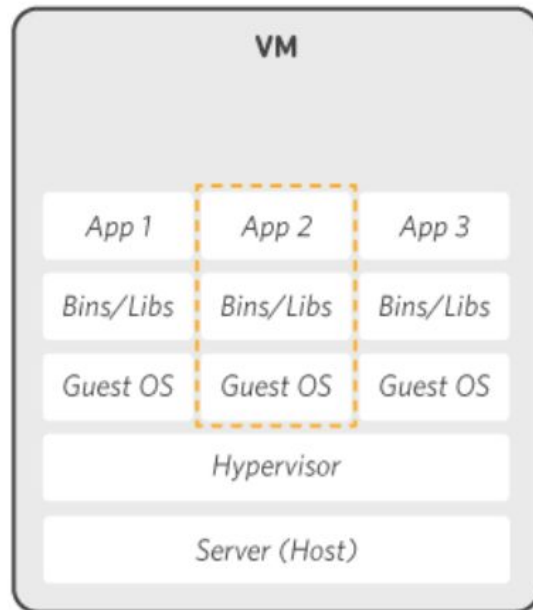 VM
App 1 App 2 App 3
Bins/Libs Bins/Libs Bins/Libs
Guest OS Guest OS Guest OS
Hypervisor
Server (Host)